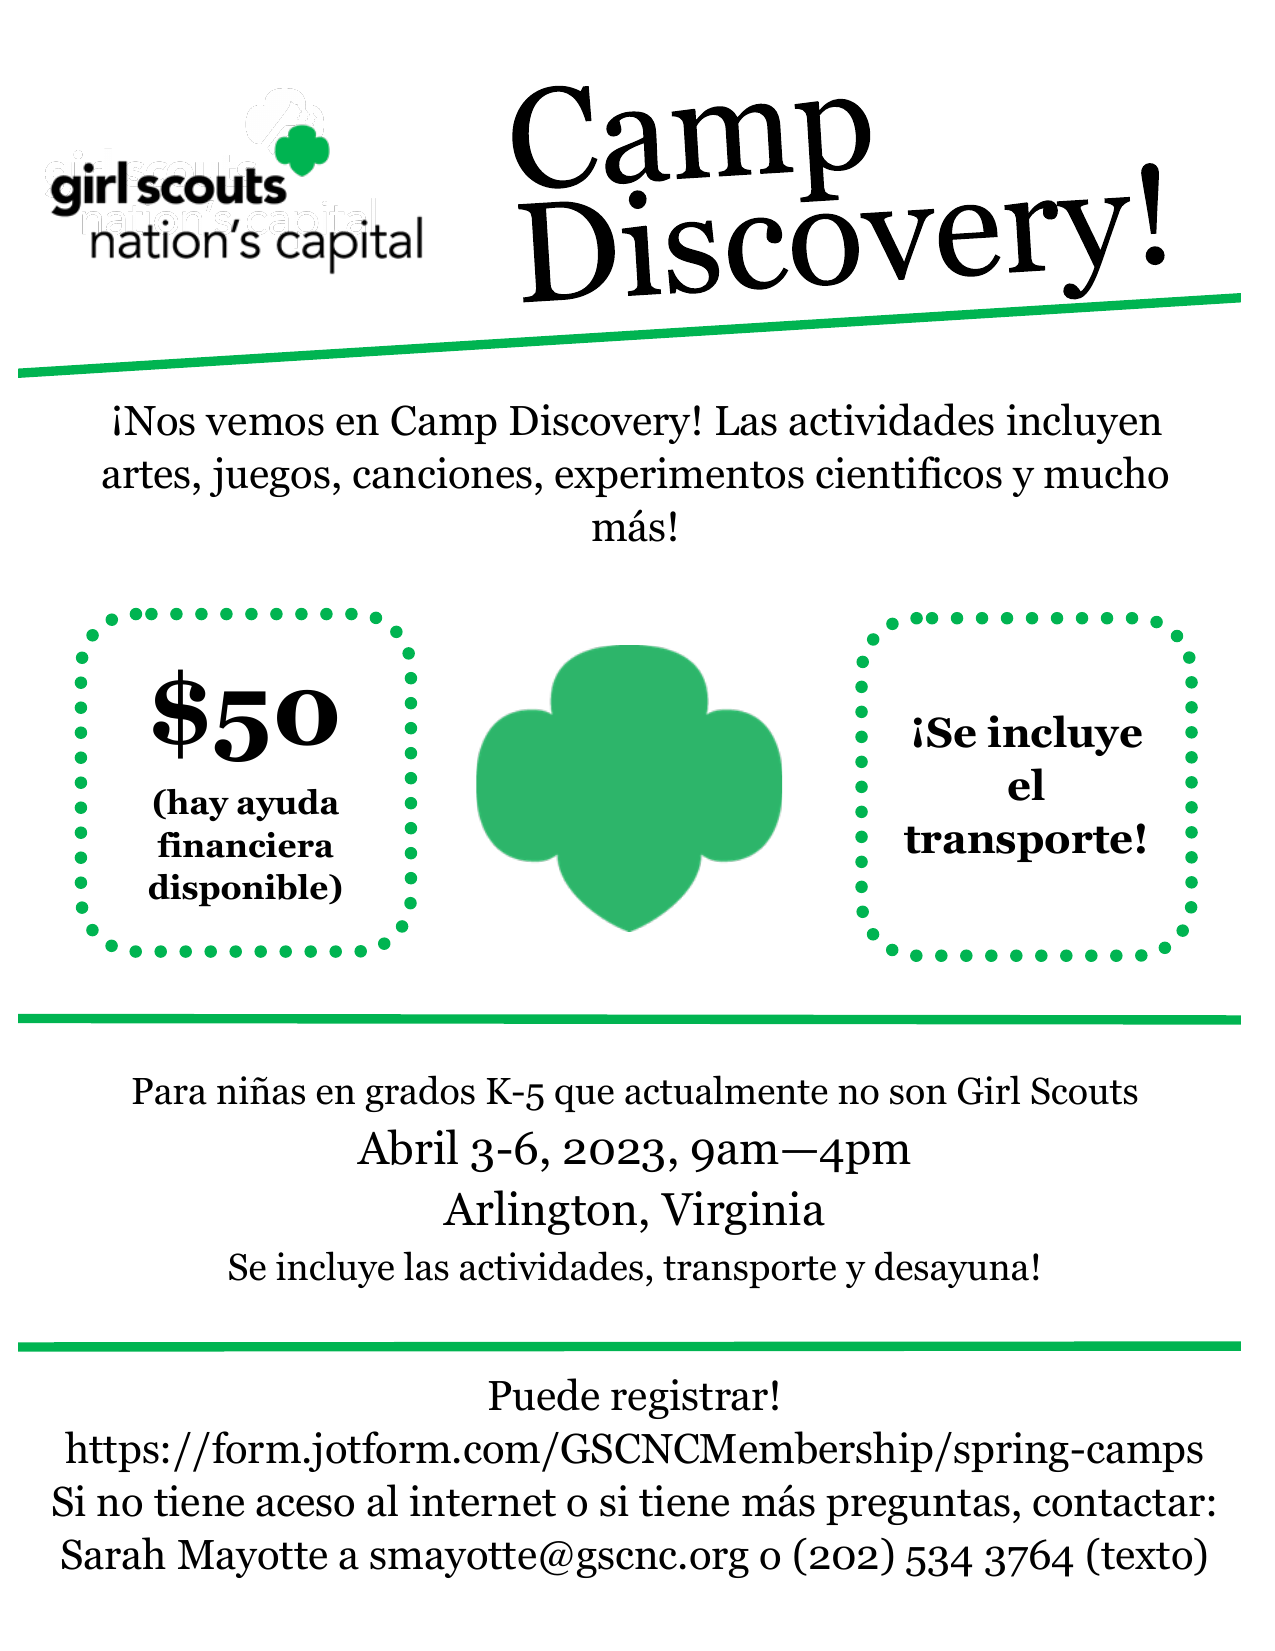 girl scouts
nation's capital
Camp
Discovery!
¡Nos vemos en Camp Discovery! Las actividades incluyen
artes, juegos, canciones, experimentos cientificos y mucho
más!
$50
(hay ayuda
financiera
disponible)
¡Se incluye
el
transporte!
Para niñas en grados K-5 que actualmente no son Girl Scouts
Abril 3-6, 2023, 9am—4pm
Arlington, Virginia
Se incluye las actividades, transporte y desayuna!
Puede registrar!
https://form.jotform.com/GSCNCMembership/spring-camps
Si no tiene aceso al internet o si tiene más preguntas, contactar:
Sarah Mayotte a smayotte@gscnc.org o (202) 534 3764 (texto)